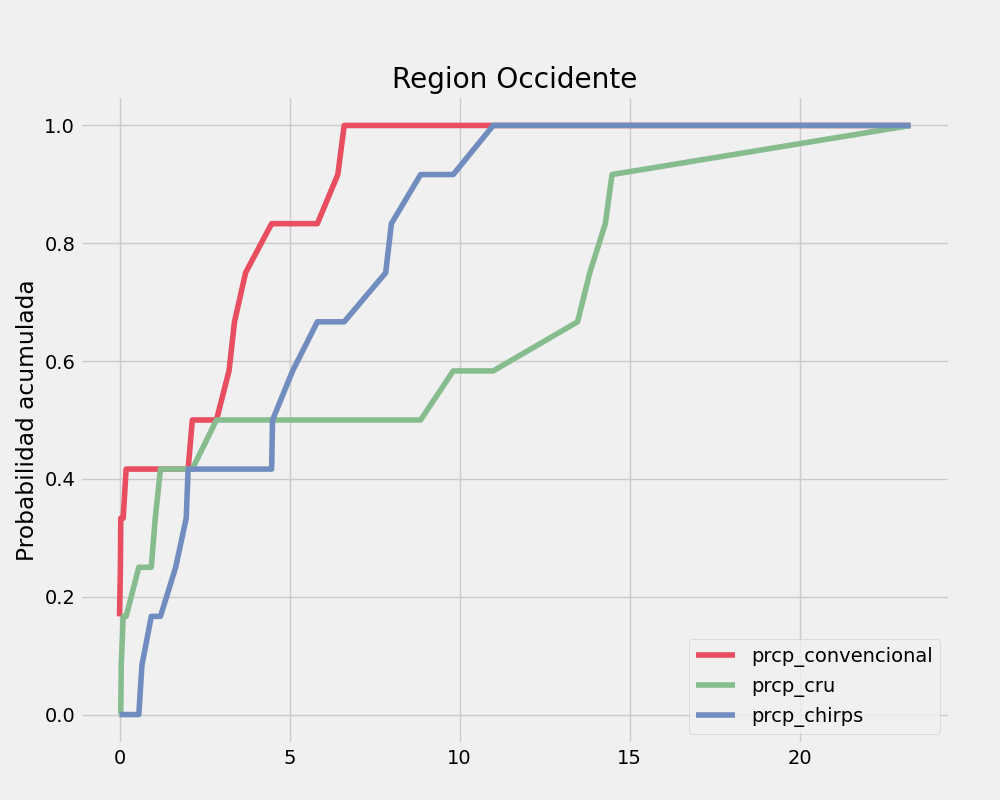 Region Occidente
Probabilidad acumulada
1.0
0.8
0.6
0.4
0.2
0.0
0 5 10 15 20
prcp_convencional
prcp_cru
prcp_chirps